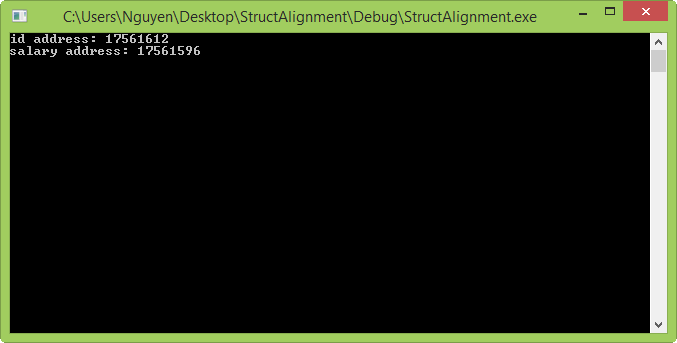 C:\Users\Nguyen\Desktop\StructAlignment\Debug\StructAlignment.exe
id address: 17561612
salary address: 17561596